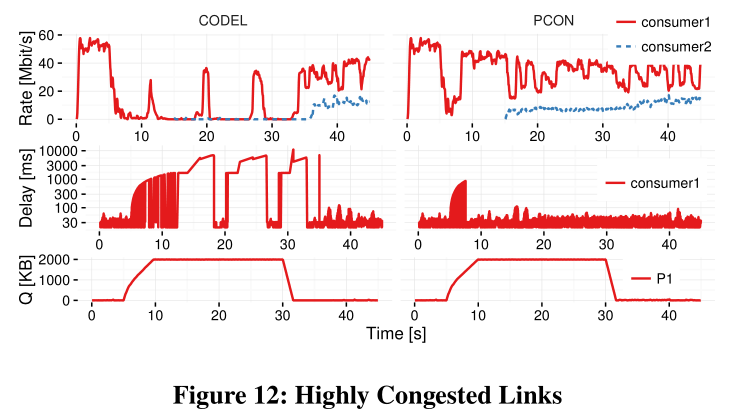 CODEL
PCON
consumer1
consumer2
Rate [Mbit/s]
60
40
20
0
0 10 20 30 40
0 10 20 30 40
Delay [ms]
10000
3000
1000
300
100
30
consumer1
0 10 20 30 40
0 10 20 30 40
Q [KB]
2000
1000
0
P1
0 10 20 30 40
0 10 20 30 40
Time [s]
Figure 12: Highly Congested Links